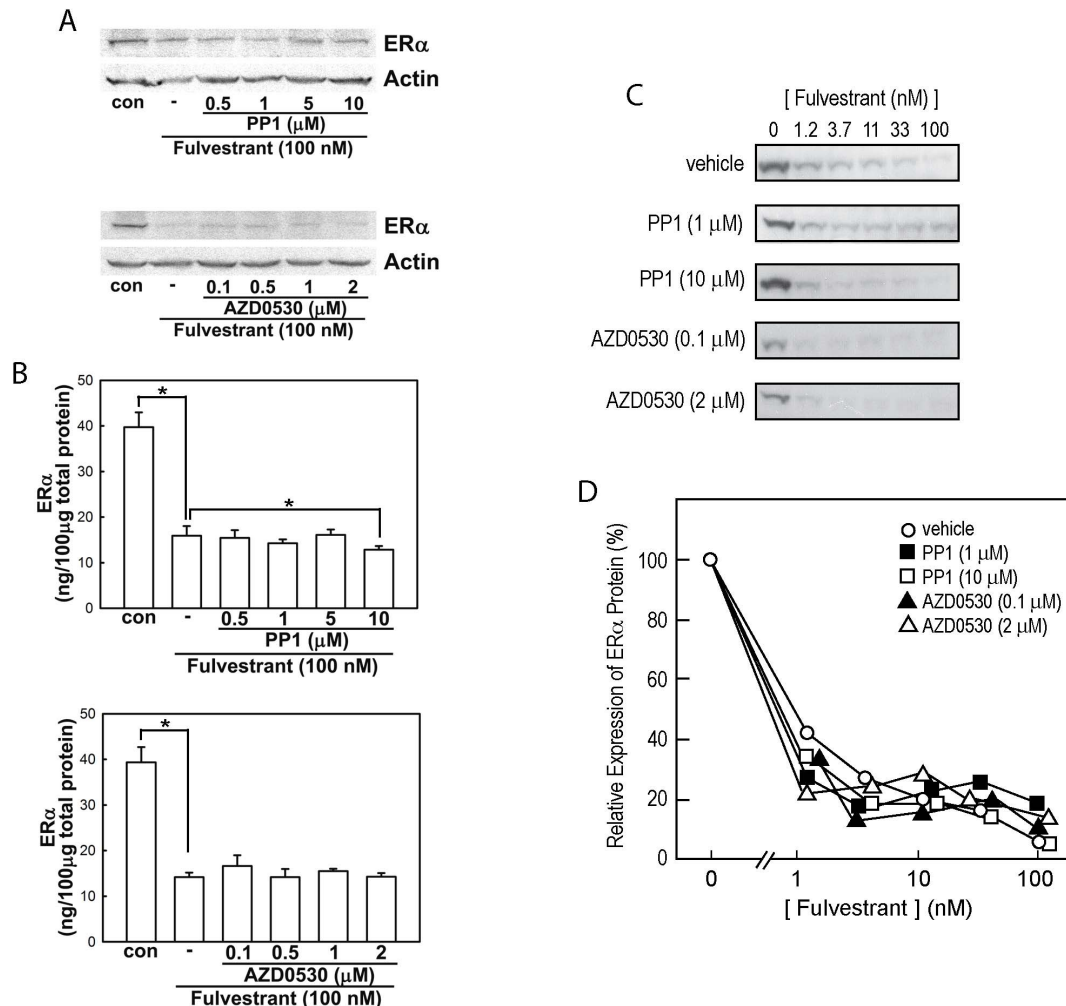 A
ERα
Actin
con - 0.5 1 5 10
PP1 (μM)
Fulvestrant (100 nM)
ERα
Actin
con - 0.1 0.5 1 2
AZD0530 (μM)
Fulvestrant (100 nM)
B
50
40
30
20
10
0
ERα
(ng/100μg total protein)
*
*
con - 0.5 1 5 10
PP1 (μM)
Fulvestrant (100 nM)
50
40
30
20
10
0
ERα
(ng/100μg total protein)
*
con - 0.1 0.5 1 2
AZD0530 (μM)
Fulvestrant (100 nM)
C
[ Fulvestrant (nM) ]
0 1.2 3.7 11 33 100
vehicle
PP1 (1 μM)
PP1 (10 μM)
AZD0530 (0.1 μM)
AZD0530 (2 μM)
D
Relative Expression of ERα Protein (%)
100
80
60
40
20
0
vehicle
PP1 (1 μM)
PP1 (10 μM)
AZD0530 (0.1 μM)
AZD0530 (2 μM)
0 1 10 100
[ Fulvestrant ] (nM)